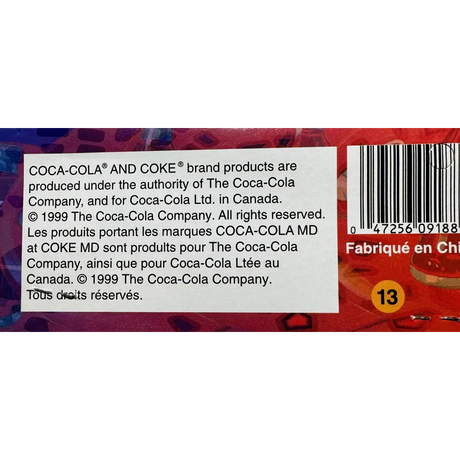 COCA-COLA® AND COKE® brand products are
produced under the authority of The Coca-Cola
Company, and for Coca-Cola Ltd. in Canada.
© 1999 The Coca-Cola Company. All rights reserved.
Les produits portant les marques COCA-COLA MD
at COKE MD sont produlits pour The Coca-Cola
Company, ainsi que pour Coca-Cola Ltée au
Canada. © 1999 The Coca-Cola Company.
Tous droits réservés.
0 47256 09188
Fabriqué en Chi
13